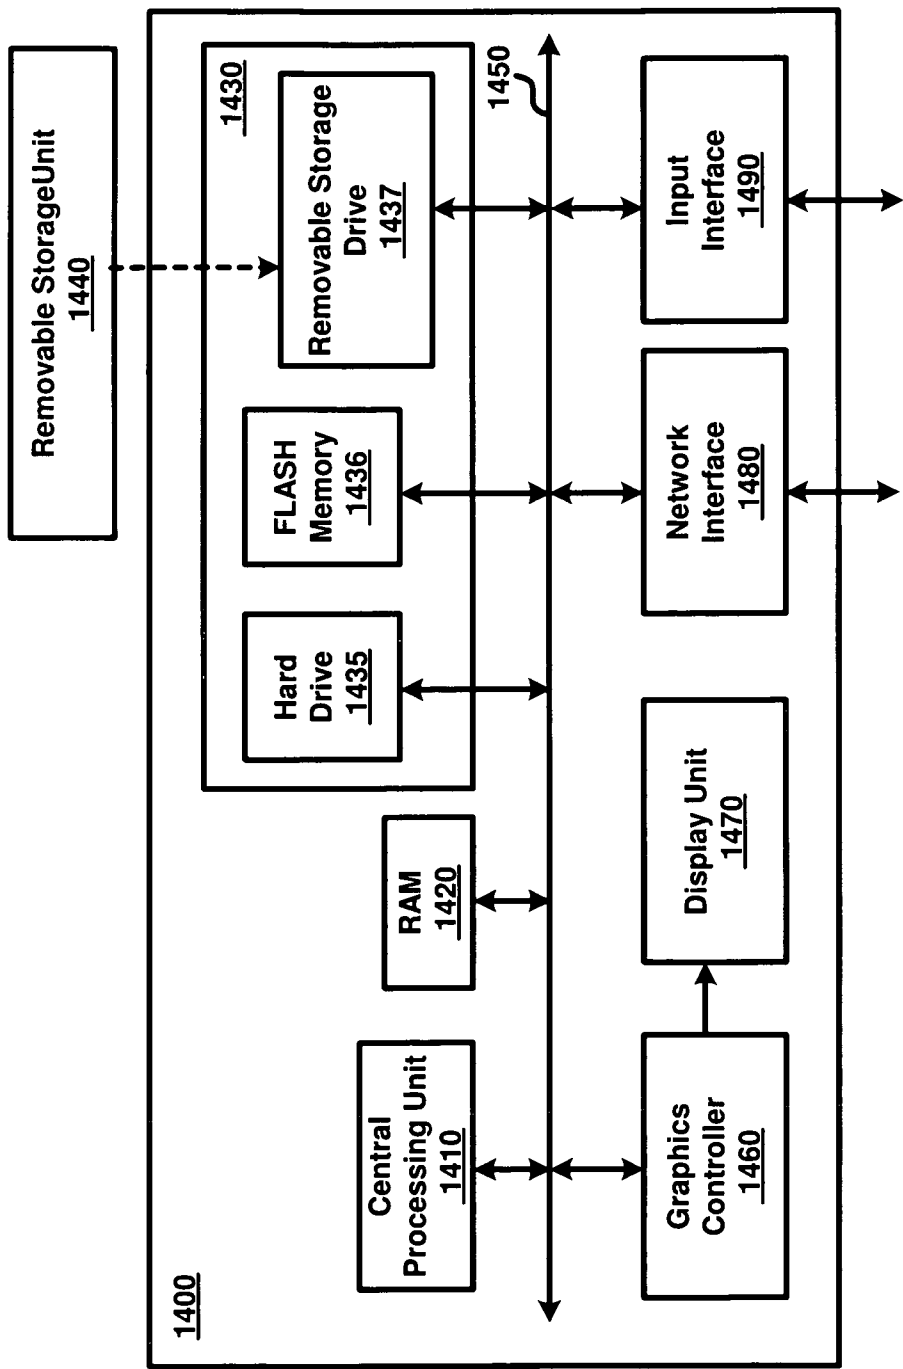 1400
Removable StorageUnit
1440
1430
Central
Processing Unit
1410
RAM
1420
Hard
Drive
1435
FLASH
Memory
1436
Removable Storage
Drive
1437
1450
Graphics
Controller
1460
Display Unit
1470
Network
Interface
1480
Input
Interface
1490